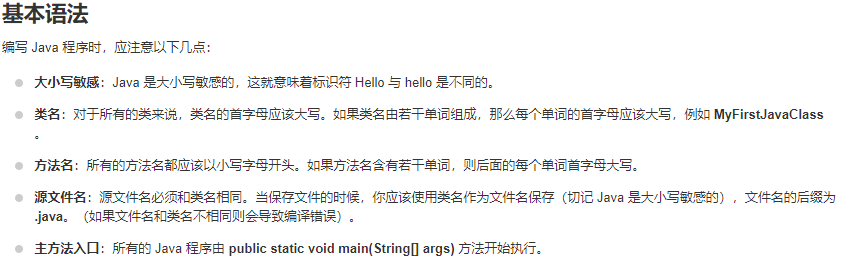 基本语法
编写 Java 程序时，应注意以下几点：
大小写敏感：Java 是大小写敏感的，这就意味着标识符 Hello 与 hello 是不同的。
类名：对于所有的类来说，类名的首字母应该大写。如果类名由若干单词组成，那么每个单词的首字母应该大写，例如 MyFirstJavaClass
。
方法名：所有的方法名都应该以小写字母开头。如果方法名含有若干单词，则后面的每个单词首字母大写。
源文件名：源文件名必须和类名相同。当保存文件的时候，你应该使用类名作为文件名保存（切记 Java 是大小写敏感的），文件名的后缀为
.java。（如果文件名和类名不相同则会导致编译错误）。
主方法入口：所有的 Java 程序由 public static void main(String[] args) 方法开始执行。